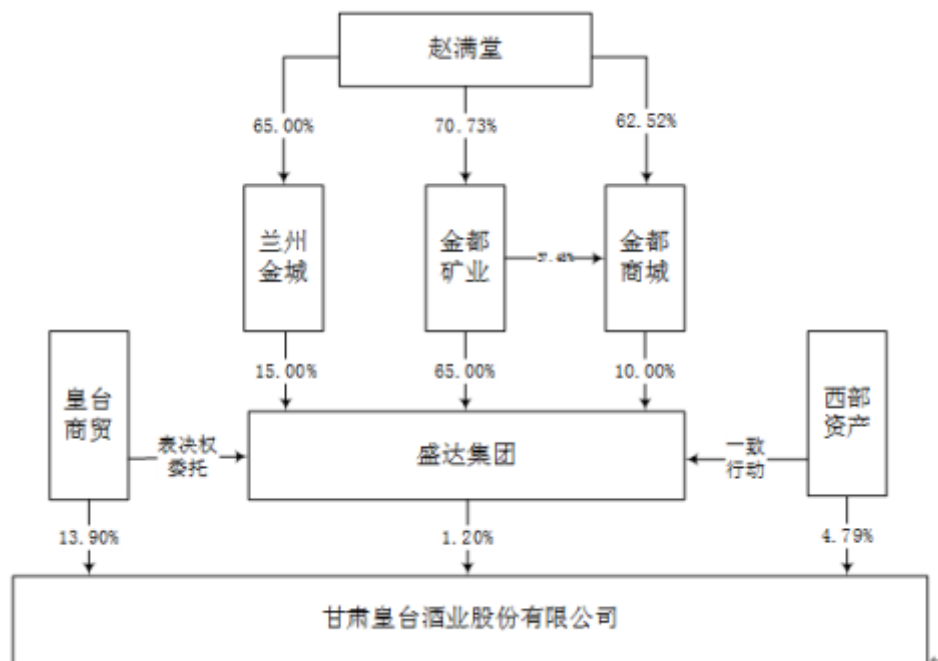 赵满堂
65.00%
70.73%
62.52%
兰州
金城
金都
矿业
金都
商城
15.00%
65.00%
10.00%
皇台
商贸
表决权
委托
盛达集团
一致
行动
西部
资产
13.90%
1.20%
4.79%
甘肃皇台酒业股份有限公司